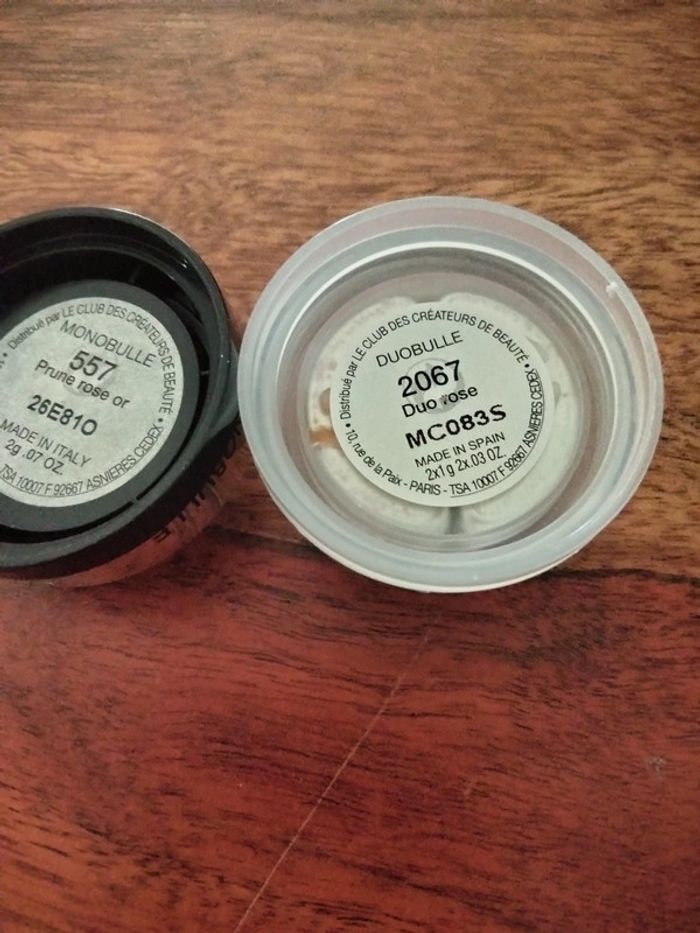 Distribué par LE CLUB DES CRÉATEURS DE BEAUTÉ •
MONOBULLE
557
Prune rose or
26E81O
MADE IN ITALY
2g .07 OZ.
TSA 10007 F 92667 ASNIERES CEDEX •
• Distribué par LE CLUB DES CRÉATEURS DE BEAUTÉ •
DUOBULLE
2067
Duo rose
MC083S
MADE IN SPAIN
2x1g 2x.03 OZ.
10, rue de la Paix - PARIS - TSA 10007 F 92667 ASNIERES CEDEX